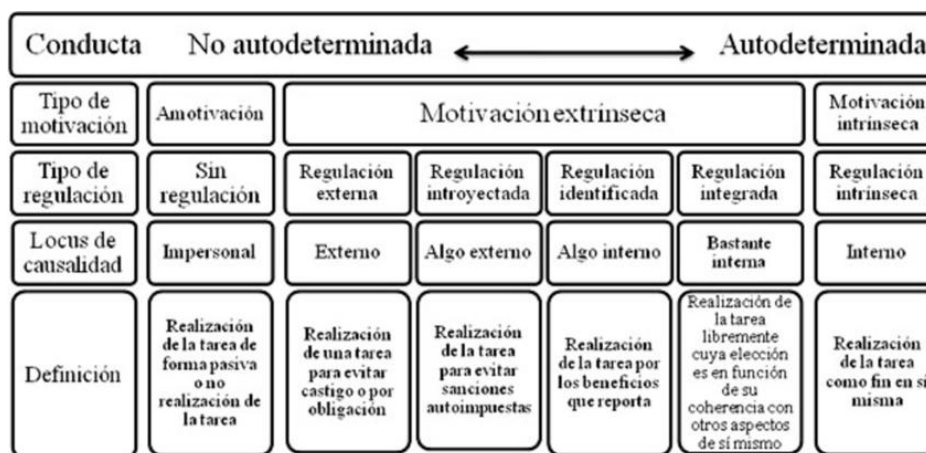 Conducta No autodeterminada Autodeterminada
Tipo de
motivación
Amotivación
Motivación extrínseca
Motivación
intrínseca
Tipo de
regulación
Sin
regulación
Regulación
externa
Regulación
introyectada
Regulación
identificada
Regulación
integrada
Regulación
intrínseca
Locus de
causalidad
Impersonal
Externo
Algo externo
Algo interno
Bastante
interna
Interno
Definición
Realización
de la tarea de
forma pasiva
o no
realización de
la tarea
Realización
de una tarea
para evitar
castigo o por
obligación
Realización
de la tarea
para evitar
sanciones
autoimpuestas
Realización
de la tarea por
los beneficios
que reporta
Realización de
la tarea
libremente
cuya elección
es en función
de su
coherencia con
otros aspectos
de sí mismo
Realización
de la tarea
como fin en sí
misma